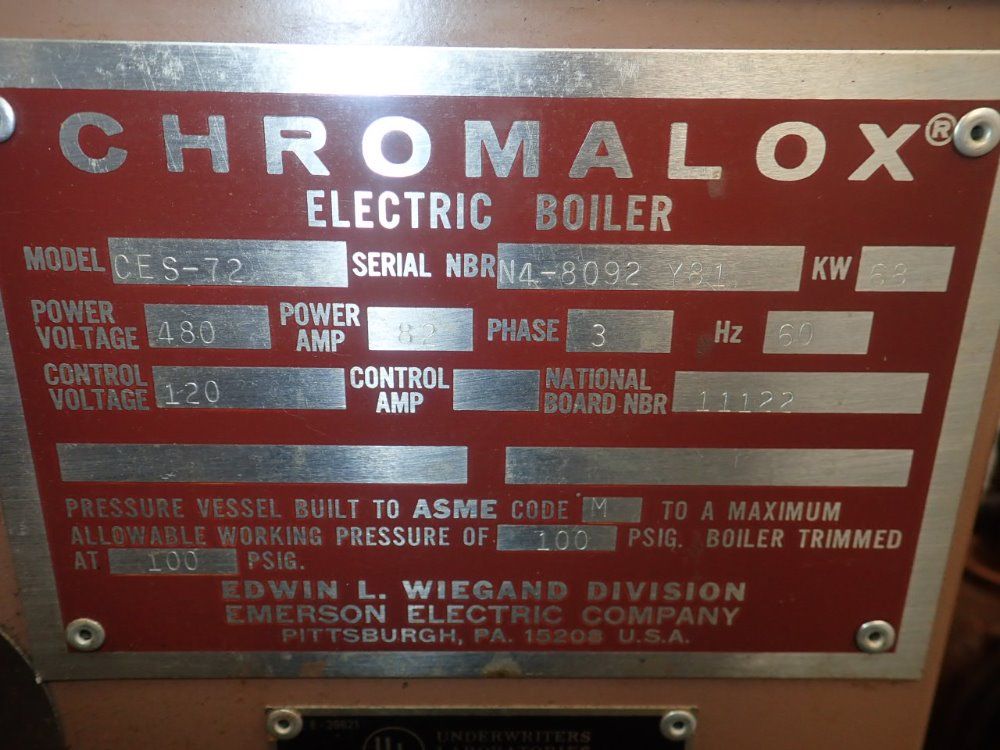 CHROMALOX®
ELECTRIC BOILER
MODEL CES-72 SERIAL NBR N4-8092 Y81 KW 68
POWER VOLTAGE 480 POWER AMP 82 PHASE 3 Hz 60
CONTROL VOLTAGE 120 CONTROL AMP NATIONAL BOARD NBR 11122
PRESSURE VESSEL BUILT TO ASME CODE M TO A MAXIMUM
ALLOWABLE WORKING PRESSURE OF 100 PSIG. BOILER TRIMMED
AT 100 PSIG.
EDWIN L. WIEGAND DIVISION
EMERSON ELECTRIC COMPANY
PITTSBURGH, PA. 15208 U.S.A.
UL UNDERWRITERS
LABORATORIES